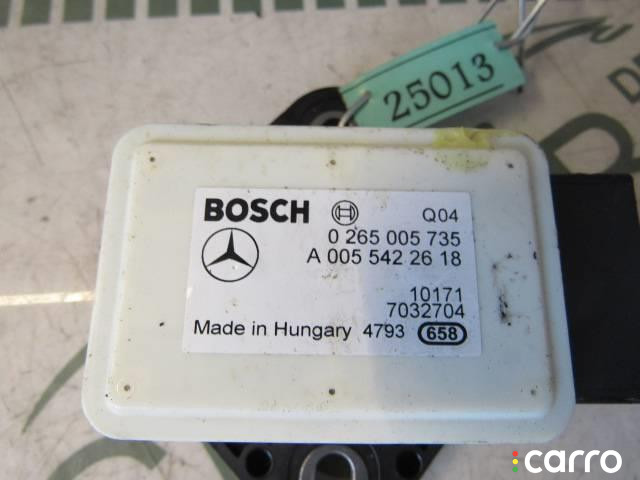 25013
BOSCH
Q04
0 265 005 735
A 005 542 26 18
10171
7032704
Made in Hungary 4793 658
carro